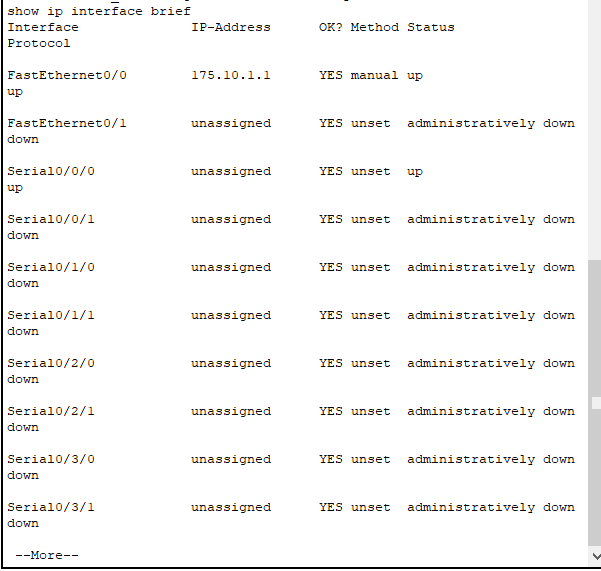 show ip interface brief
Interface IP-Address OK? Method Status
Protocol
FastEthernet0/0 175.10.1.1 YES manual up
up
FastEthernet0/1 unassigned YES unset administratively down
down
Serial0/0/0 unassigned YES unset up
up
Serial0/0/1 unassigned YES unset administratively down
down
Serial0/1/0 unassigned YES unset administratively down
down
Serial0/1/1 unassigned YES unset administratively down
down
Serial0/2/0 unassigned YES unset administratively down
down
Serial0/2/1 unassigned YES unset administratively down
down
Serial0/3/0 unassigned YES unset administratively down
down
Serial0/3/1 unassigned YES unset administratively down
down
--More--